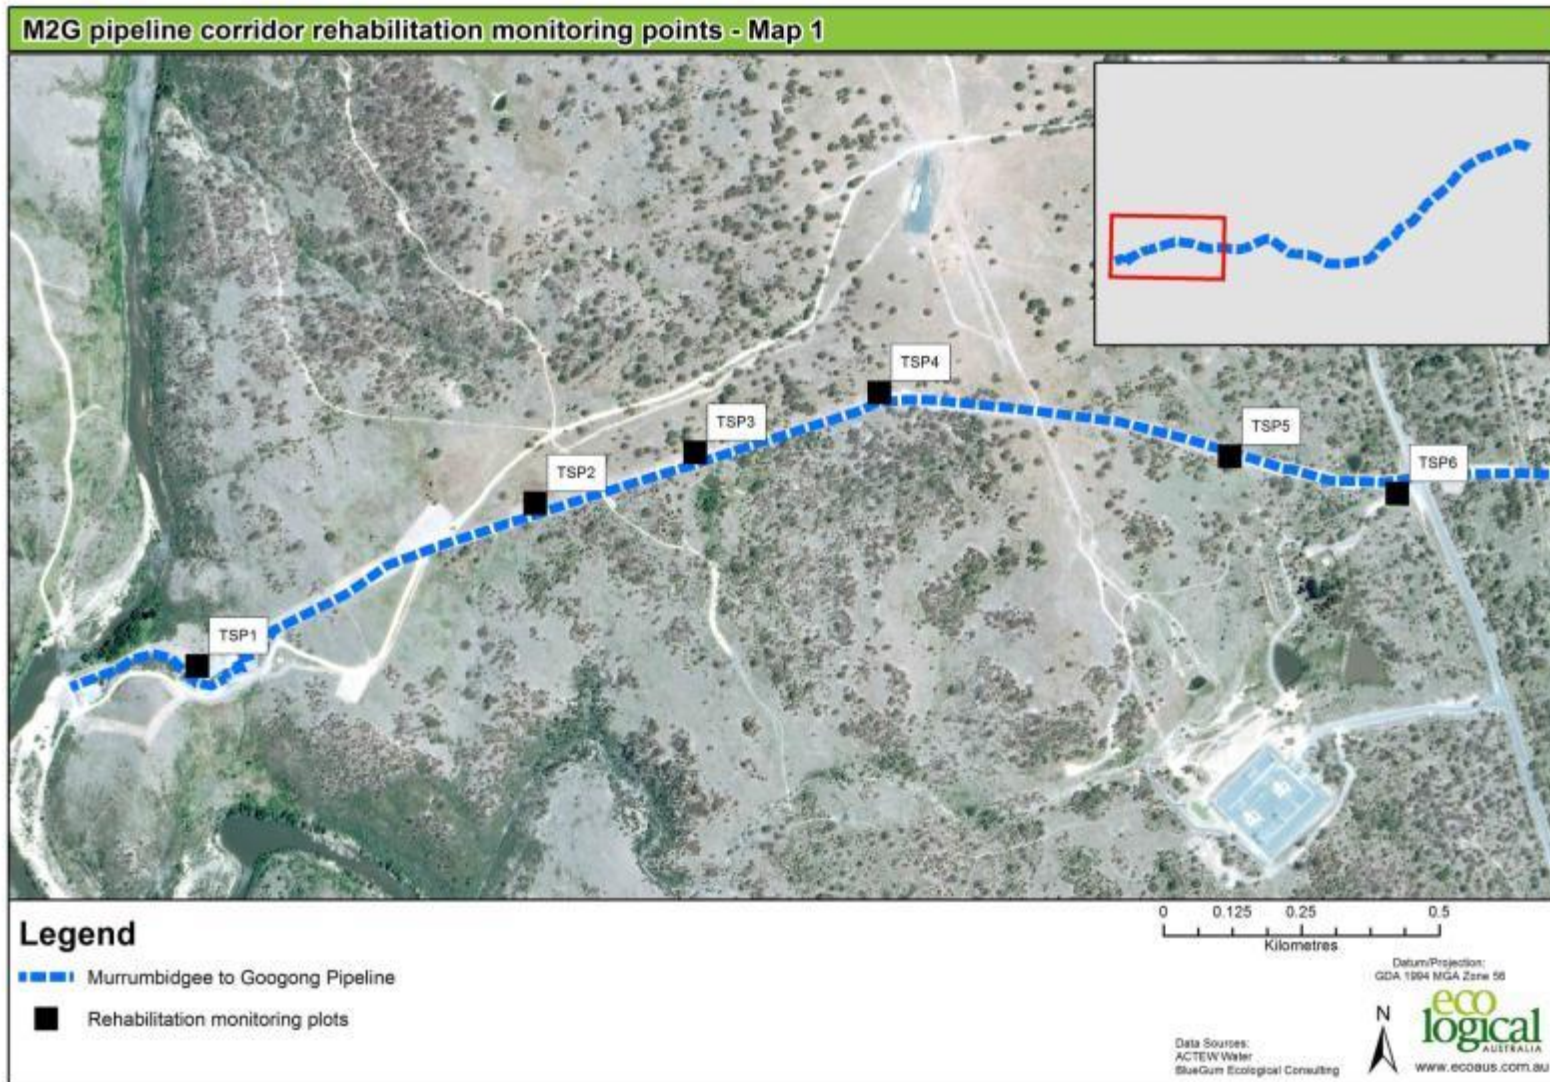 M2G pipeline corridor rehabilitation monitoring points - Map 1
TSP4
TSP3
TSP5
TSP2
TSP6
TSP1
Legend
Murrumbidgee to Googong Pipeline
Rehabilitation monitoring plots
0 0.125 0.25 0.5
Kilometres
Datum/Projection:
GDA 1994 MGA Zone 56
N
eco
logical
AUSTRALIA
www.ecoaus.com.au
Data Sources:
ACTEW Water
BlueGum Ecological Consulting